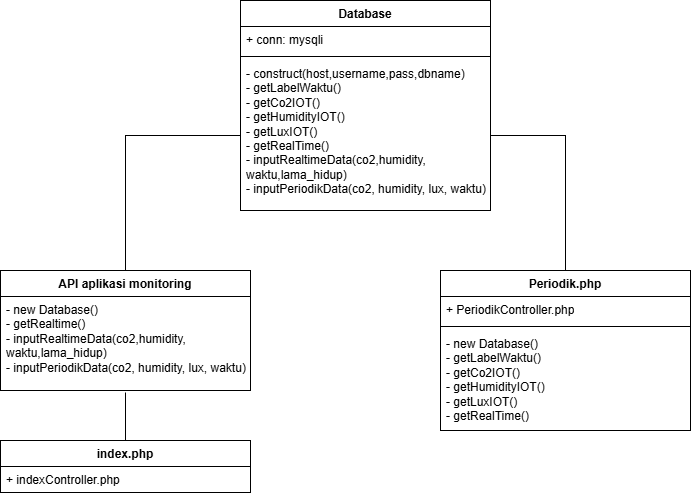 Database
+ conn: mysqli
- construct(host,username,pass,dbname)
- getLabelWaktu()
- getCo2IOT()
- getHumidityIOT()
- getLuxIOT()
- getRealTime()
- inputRealtimeData(co2,humidity,
waktu,lama_hidup)
- inputPeriodikData(co2, humidity, lux, waktu)
API aplikasi monitoring
- new Database()
- getRealtime()
- inputRealtimeData(co2,humidity,
waktu,lama_hidup)
- inputPeriodikData(co2, humidity, lux, waktu)
Periodik.php
+ PeriodikController.php
- new Database()
- getLabelWaktu()
- getCo2IOT()
- getHumidityIOT()
- getLuxIOT()
- getRealTime()
index.php
+ indexController.php